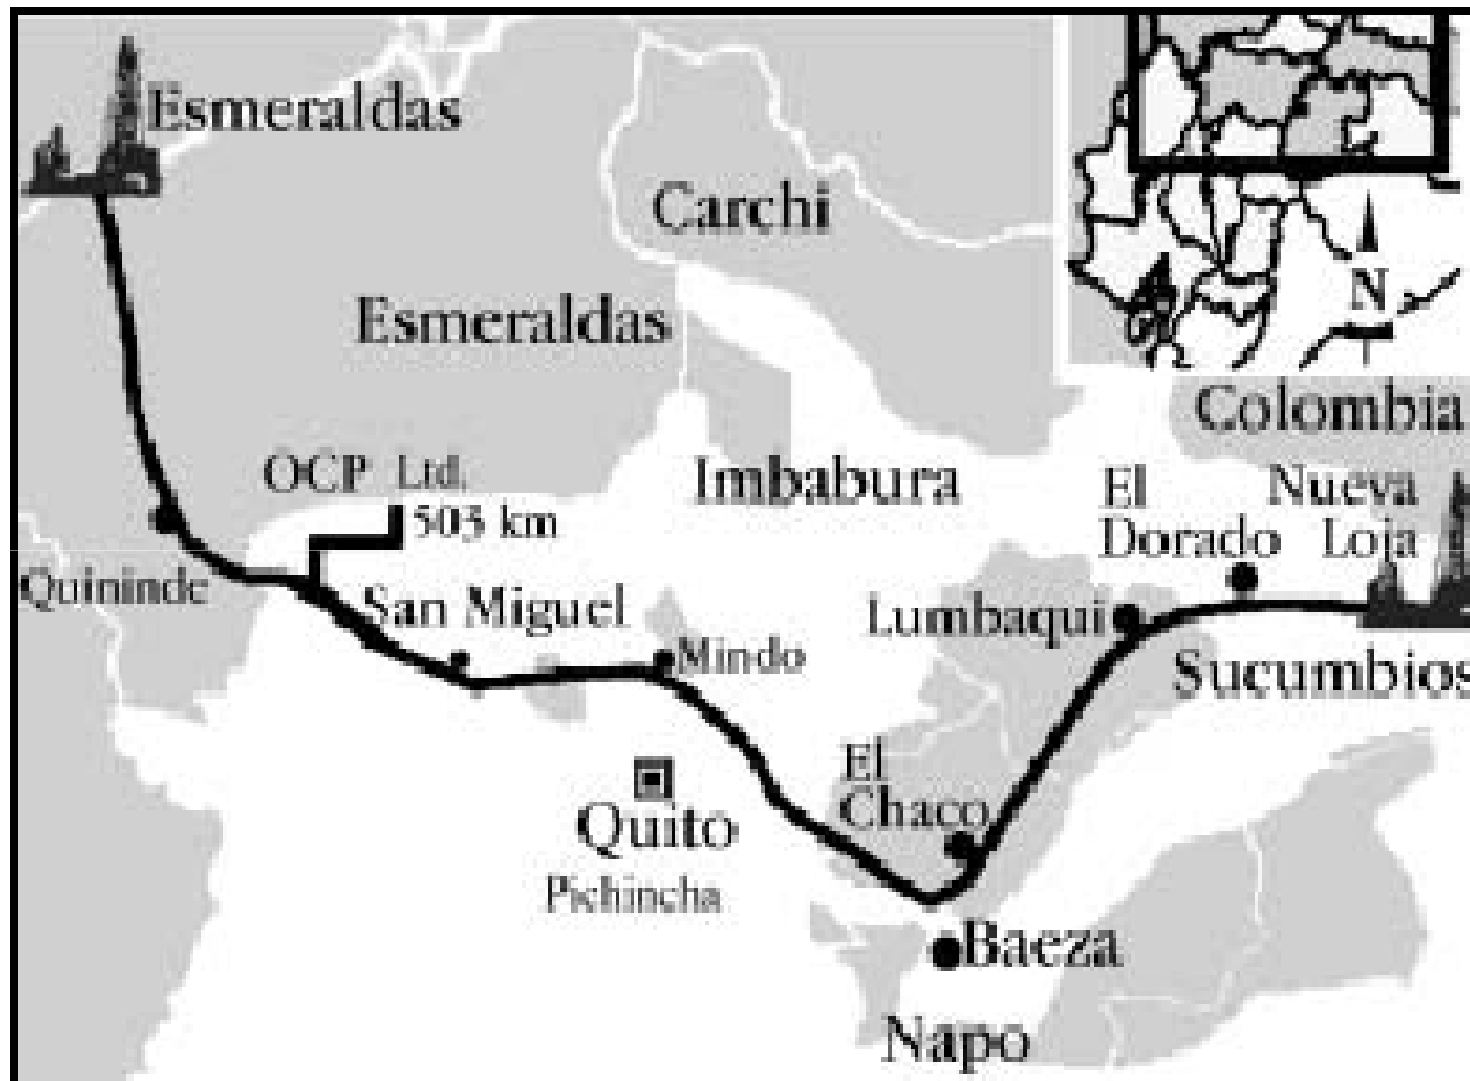 Esmeraldas
Carchi
N
Esmeraldas
Colombia
OCP Ltd.
503 km
Imbabura
El
Dorado
Nueva
Loja
Quininde
San Miguel
Mindo
Lumbaqui
Sucumbios
El
Chaco
Quito
Pichincha
Baeza
Napo